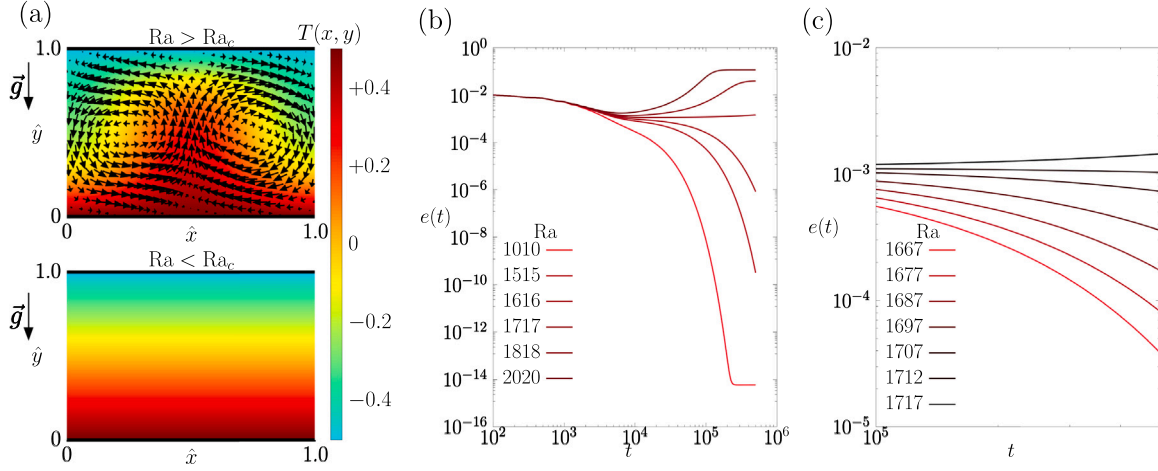 (a)
Ra > Ra_c
T(x, y)
1.0
g⃗
ŷ
0
0
x̂
1.0
+0.4
+0.2
0
−0.2
−0.4
Ra < Ra_c
1.0
g⃗
ŷ
0
0
x̂
1.0
(b)
10^0
10^−2
10^−4
10^−6
10^−8
10^−10
10^−12
10^−14
10^−16
e(t)
Ra
1010
1515
1616
1717
1818
2020
10^2
10^3
10^4
10^5
10^6
t
(c)
10^−2
10^−3
10^−4
10^−5
e(t)
Ra
1667
1677
1687
1697
1707
1712
1717
10^5
t